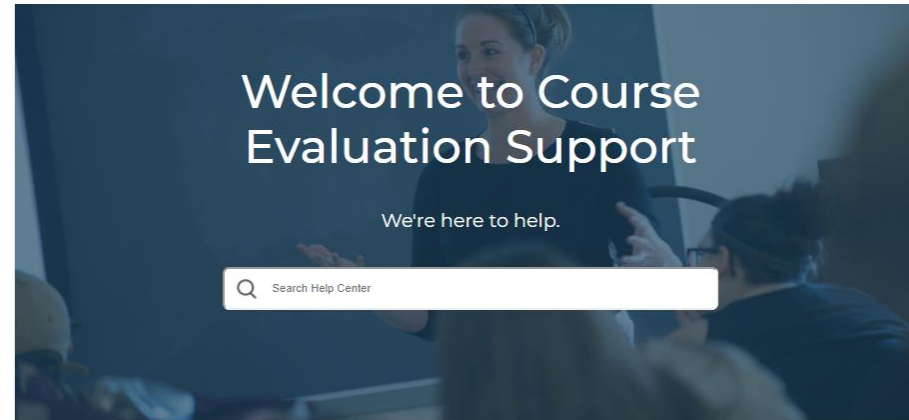 Welcome to Course
Evaluation Support
We're here to help.
Search Help Center